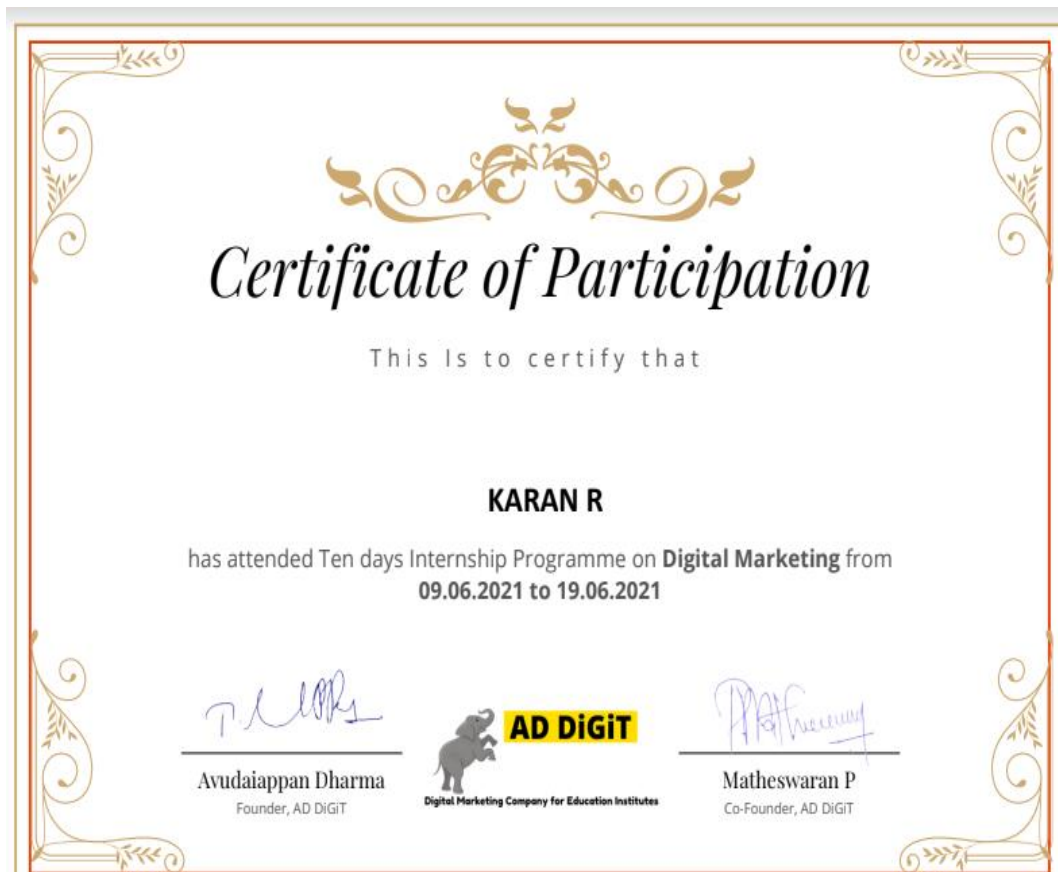 Certificate of Participation
This Is to certify that
KARAN R
has attended Ten days Internship Programme on Digital Marketing from
09.06.2021 to 19.06.2021
AD DiGiT
Digital Marketing Company for Education Institutes
Avudaiappan Dharma
Founder, AD DiGiT
Matheswaran P
Co-Founder, AD DiGiT